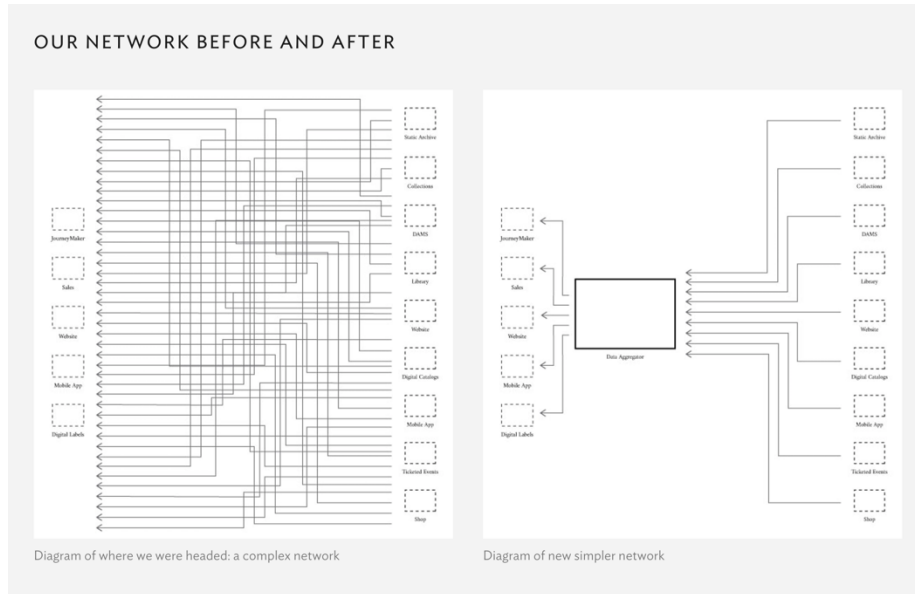 OUR NETWORK BEFORE AND AFTER
Static Archive
Collections
DAMS
Library
Website
Digital Catalogs
Mobile App
Ticketed Events
Shop
JourneyMaker
Sales
Website
Mobile App
Digital Labels
Diagram of where we were headed: a complex network
Static Archive
Collections
DAMS
Library
Website
Digital Catalogs
Mobile App
Ticketed Events
Shop
JourneyMaker
Sales
Website
Mobile App
Digital Labels
Data Aggregator
Diagram of new simpler network